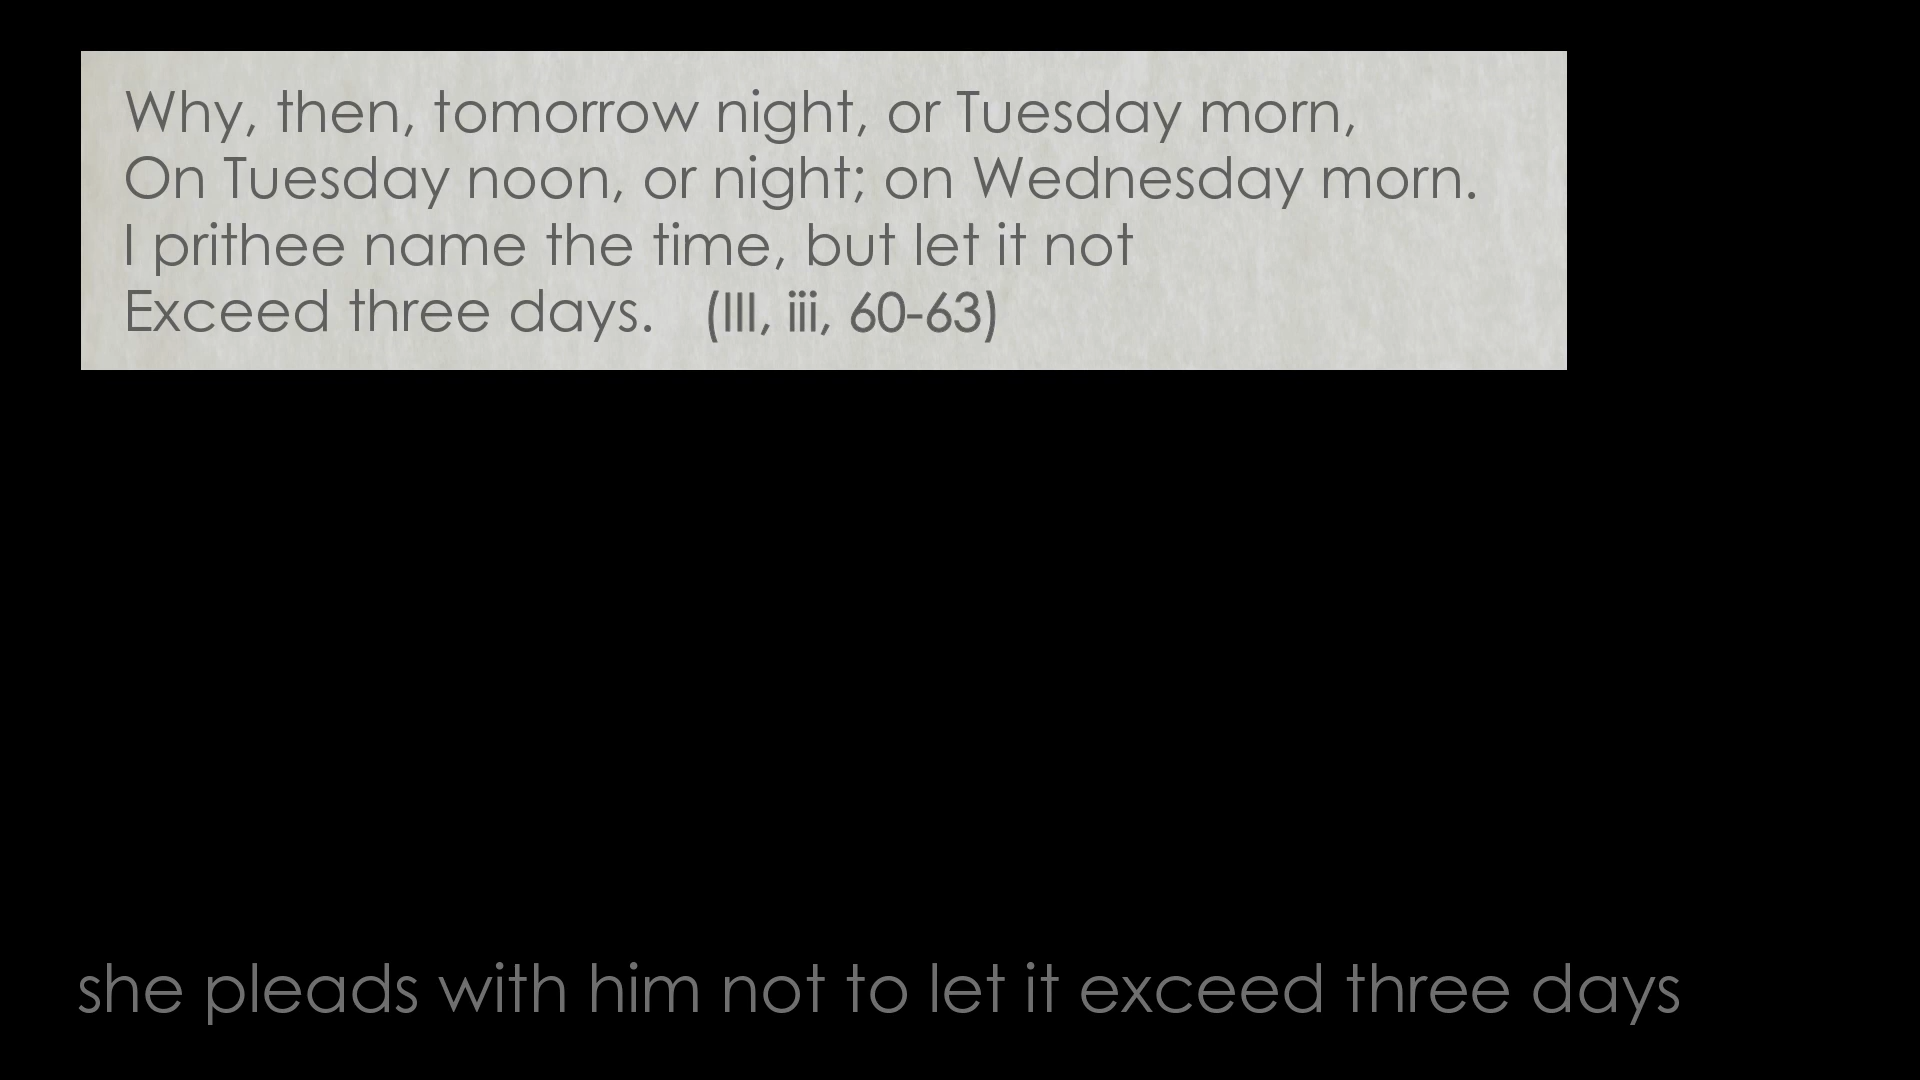 Why, then, tomorrow night, or Tuesday morn,
On Tuesday noon, or night; on Wednesday morn.
I prithee name the time, but let it not
Exceed three days. (III, iii, 60-63)
she pleads with him not to let it exceed three days